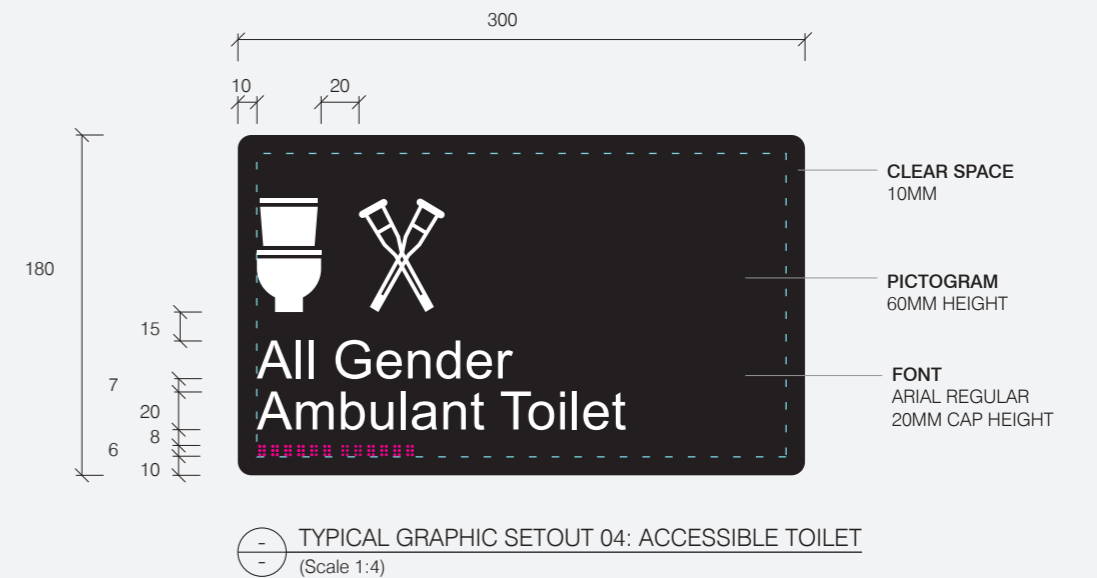 300
10
20
CLEAR SPACE
10MM
180
PICTOGRAM
60MM HEIGHT
15
All Gender
7
FONT
ARIAL REGULAR
20MM CAP HEIGHT
20
Ambulant Toilet
8
6
10
-
-
TYPICAL GRAPHIC SETOUT 04: ACCESSIBLE TOILET
(Scale 1:4)